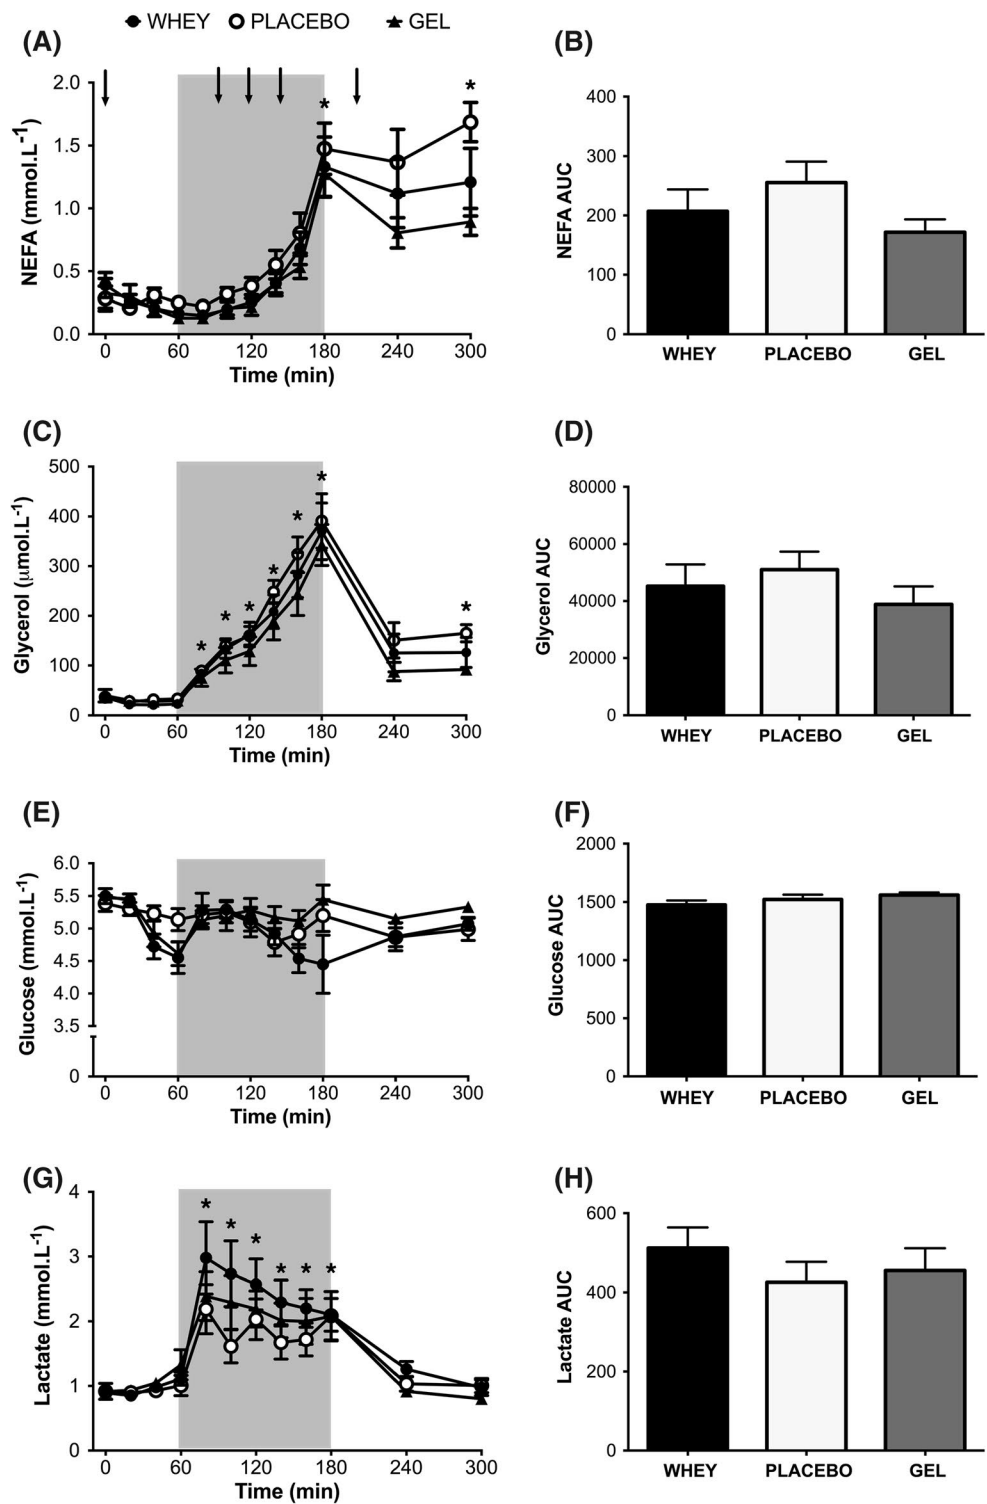 WHEY PLACEBO GEL
(A)
NEFA (mmol.L-1)
2.0
1.5
1.0
0.5
0.0
* *
0 60 120 180 240 300
Time (min)
(B)
NEFA AUC
400
300
200
100
0
WHEY PLACEBO GEL
(C)
Glycerol (µmol.L-1)
500
400
300
200
100
0
* * * * * * *
0 60 120 180 240 300
Time (min)
(D)
Glycerol AUC
80000
60000
40000
20000
0
WHEY PLACEBO GEL
(E)
Glucose (mmol.L-1)
6.0
5.5
5.0
4.5
4.0
3.5
0
0 60 120 180 240 300
Time (min)
(F)
Glucose AUC
2000
1500
1000
500
0
WHEY PLACEBO GEL
(G)
Lactate (mmol.L-1)
4
3
2
1
0
* * * * * *
0 60 120 180 240 300
Time (min)
(H)
Lactate AUC
600
400
200
0
WHEY PLACEBO GEL